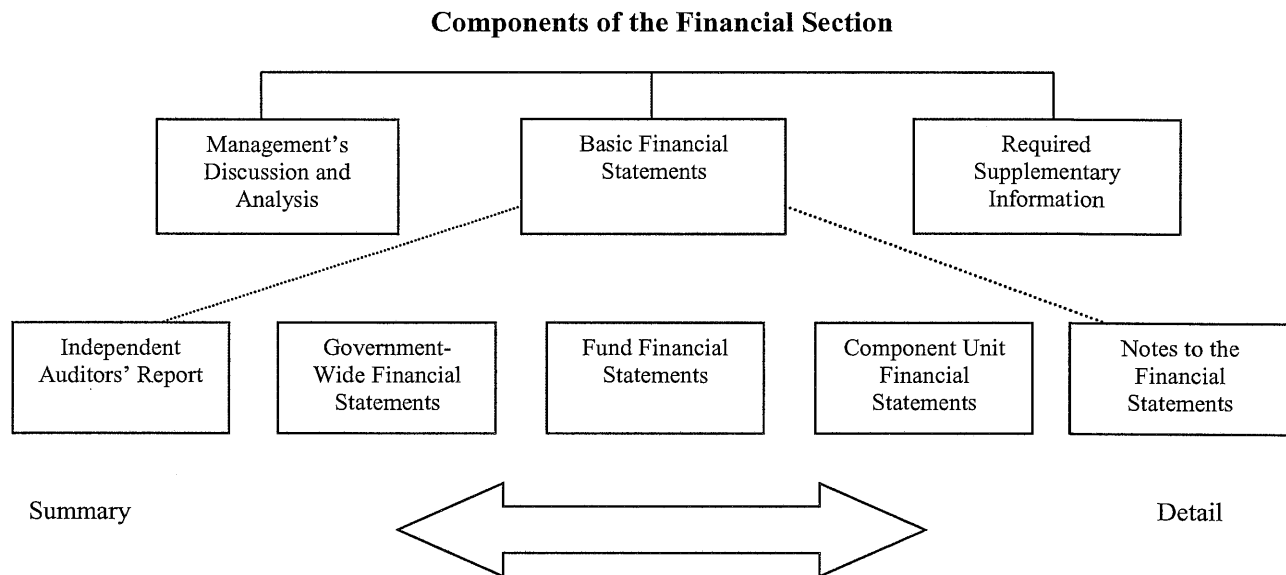 Components of the Financial Section
Management's
Discussion and
Analysis
Basic Financial
Statements
Required
Supplementary
Information
Independent
Auditors' Report
Government-
Wide Financial
Statements
Fund Financial
Statements
Component Unit
Financial
Statements
Notes to the
Financial
Statements
Summary
Detail